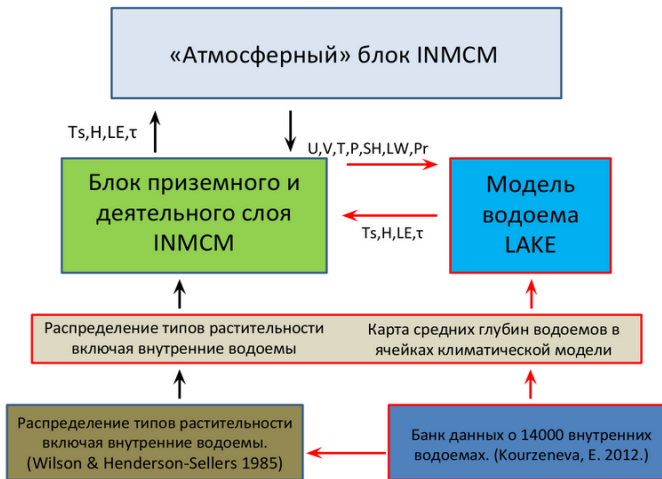 «Атмосферный» блок INMCM
Ts,H,LE,τ
U,V,T,P,SH,LW,Pr
Блок приземного и
деятельного слоя
INMCM
Модель
водоема
LAKE
Ts,H,LE,τ
Распределение типов растительности
включая внутренние водоемы
Карта средних глубин водоемов в
ячейках климатической модели
Распределение типов растительности
включая внутренние водоемы.
(Wilson & Henderson-Sellers 1985)
Банк данных о 14000 внутренних
водоемах. (Kourzeneva, E. 2012.)